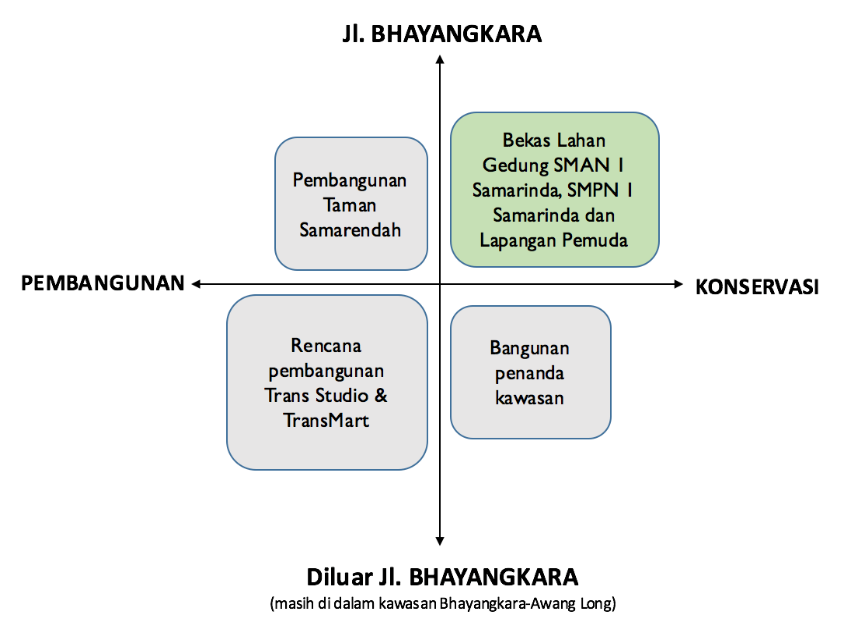 Jl. BHAYANGKARA
Pembangunan
Taman
Samarendah
Bekas Lahan
Gedung SMAN 1
Samarinda, SMPN 1
Samarinda dan
Lapangan Pemuda
PEMBANGUNAN
KONSERVASI
Rencana
pembangunan
Trans Studio &
TransMart
Bangunan
penanda
kawasan
Diluar Jl. BHAYANGKARA
(masih di dalam kawasan Bhayangkara-Awang Long)